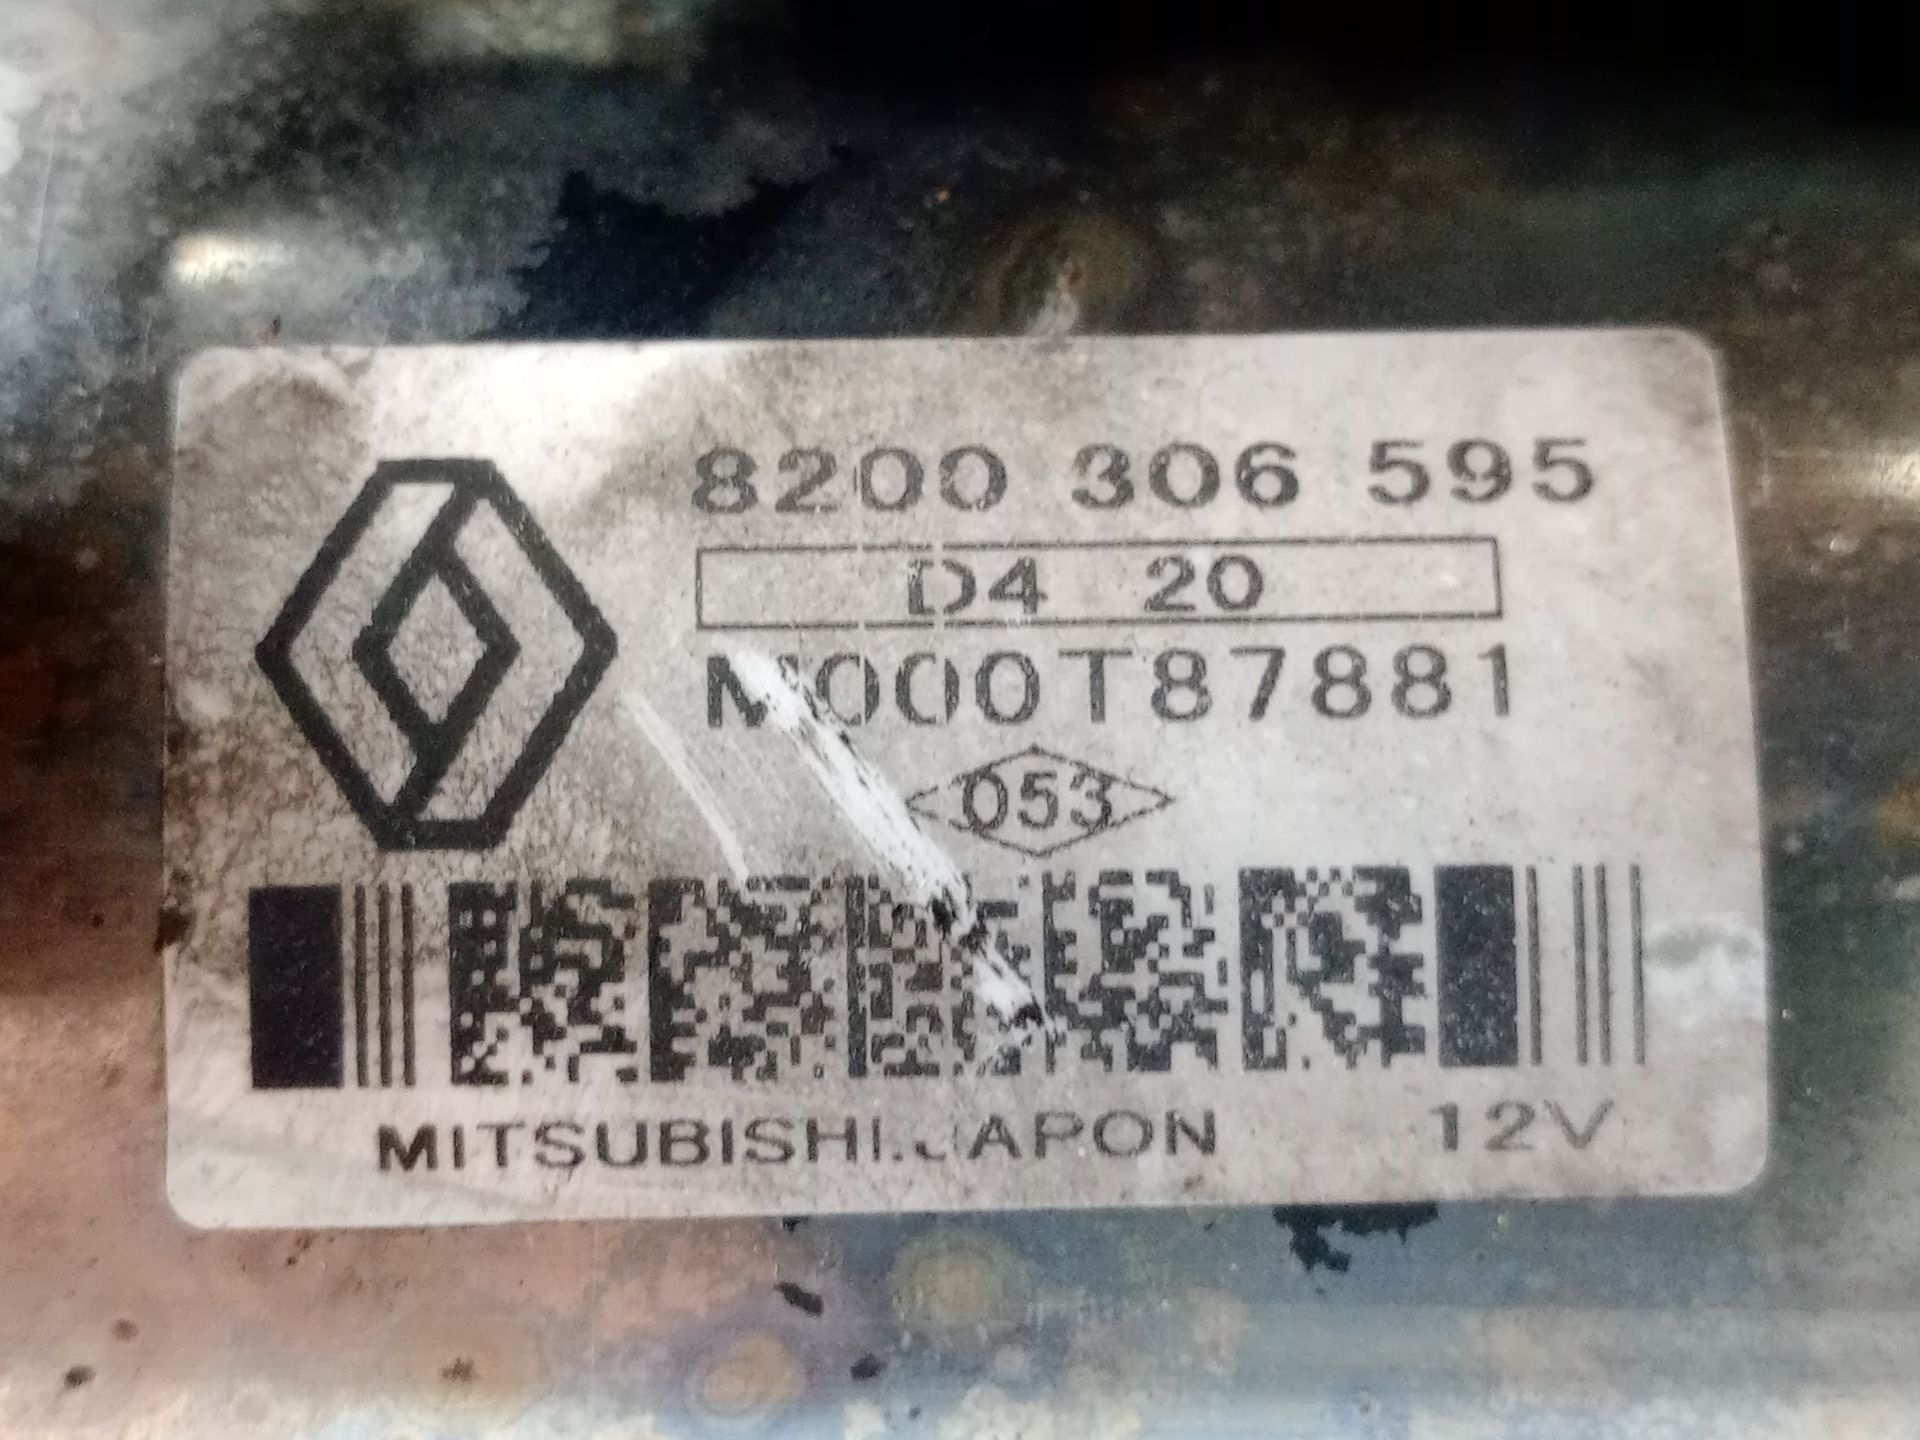 8200 306 595
D4 20
M000T87881
053
MITSUBISHI.JAPON 12V